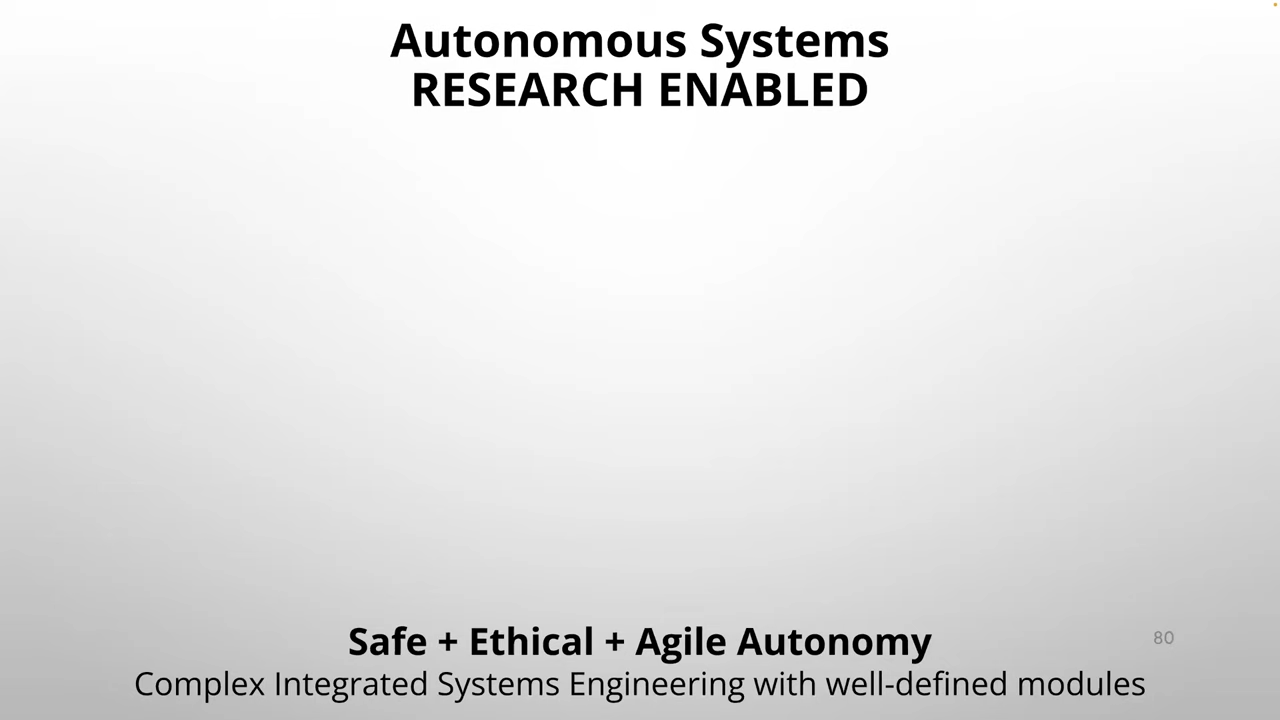 Autonomous Systems
RESEARCH ENABLED
Safe + Ethical + Agile Autonomy
80
Complex Integrated Systems Engineering with well-defined modules